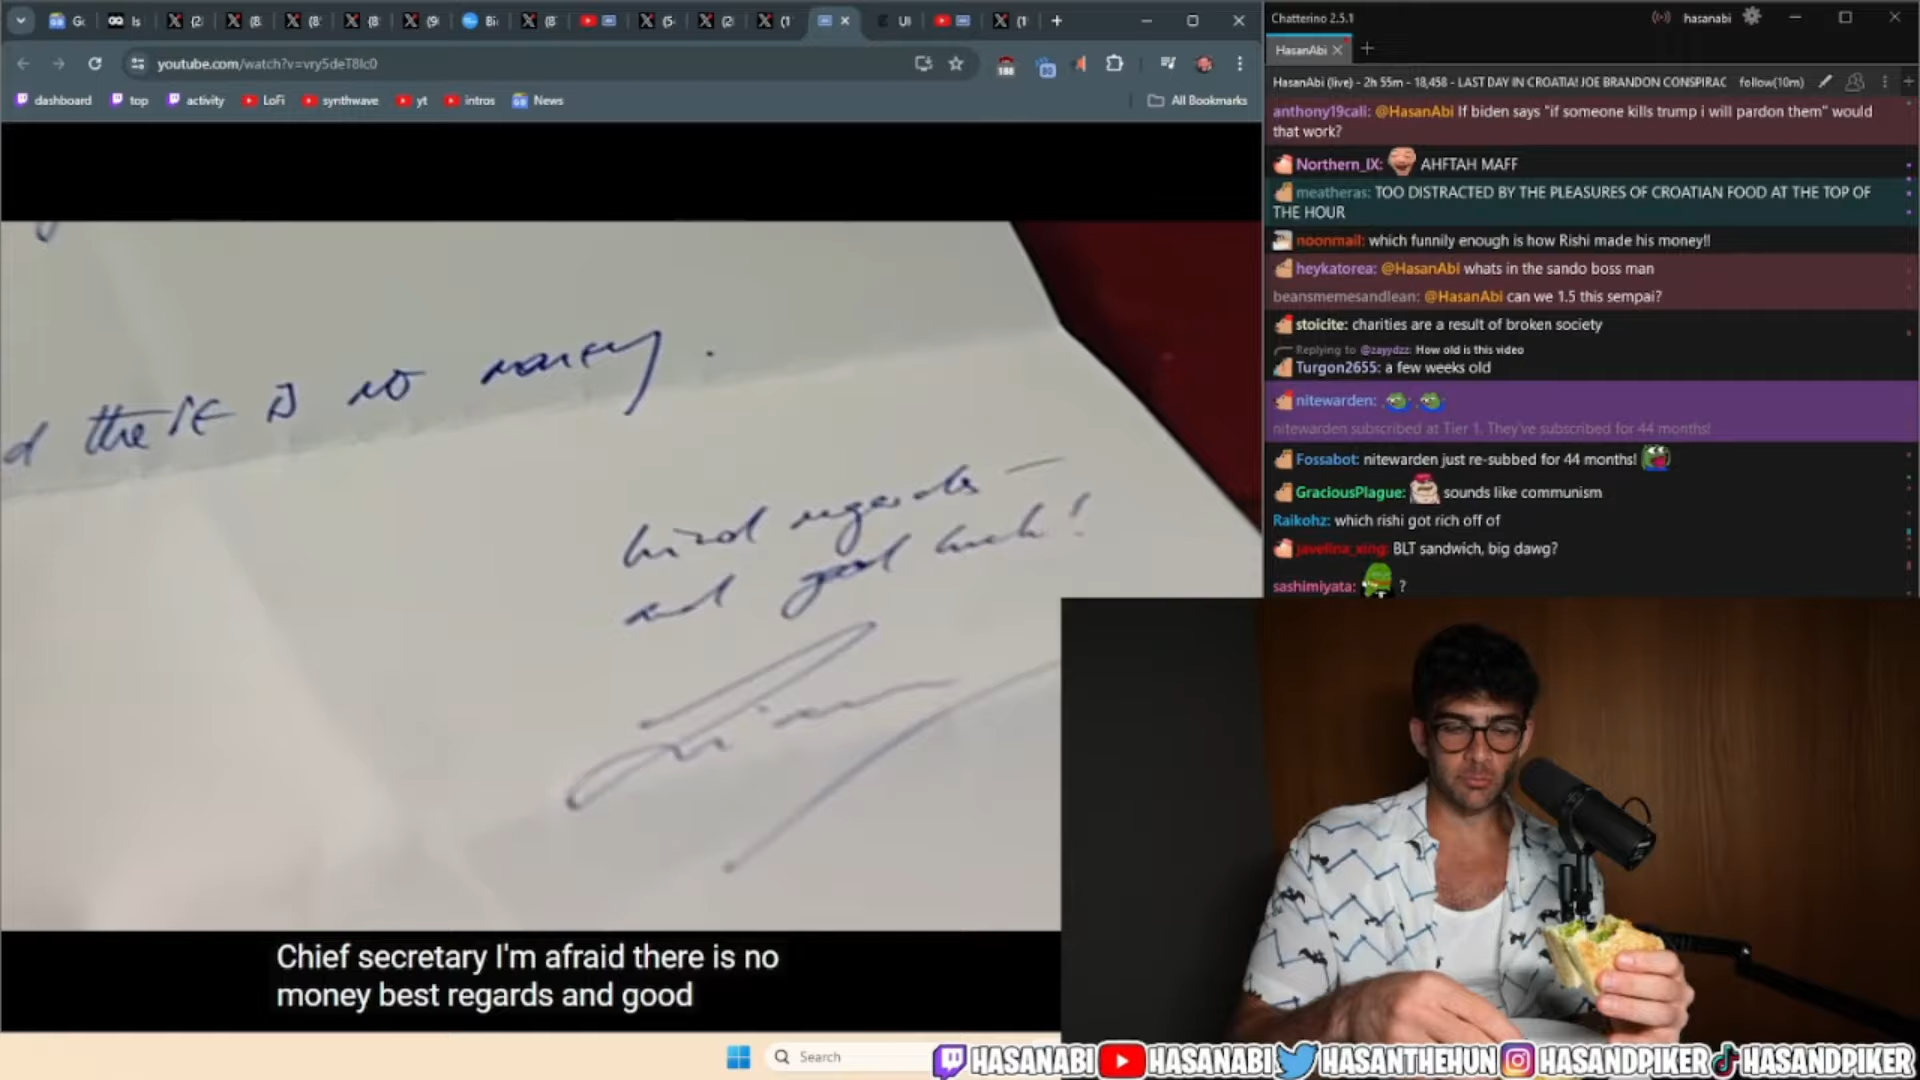 youtube.com/watch?v=vry5deT8Ic0
dashboard
top
activity
LoFi
synthwave
yt
intros
News
All Bookmarks
188
d there is no money.
kind regards —
and good luck!
Liam
Chief secretary I'm afraid there is no
money best regards and good
Search
Chatterino 2.5.1
hasanabi
HasanAbi
HasanAbi (live) - 2h 55m - 18,458 - LAST DAY IN CROATIA! JOE BRANDON CONSPIRAC
follow(10m)
anthony19cali: @HasanAbi If biden says "if someone kills trump i will pardon them" would
that work?
Northern_IX: AHFTAH MAFF
meatheras: TOO DISTRACTED BY THE PLEASURES OF CROATIAN FOOD AT THE TOP OF
THE HOUR
noonmail: which funnily enough is how Rishi made his money!!
heykatorea: @HasanAbi whats in the sando boss man
beansmemesandlean: @HasanAbi can we 1.5 this sempai?
stoicite: charities are a result of broken society
Replying to @zayydzz: How old is this video
Turgon2655: a few weeks old
nitewarden:
nitewarden subscribed at Tier 1. They've subscribed for 44 months!
Fossabot: nitewarden just re-subbed for 44 months!
GraciousPlague: sounds like communism
Raikohz: which rishi got rich off of
javelina_xing: BLT sandwich, big dawg?
sashimiyata: ?
HASANABI HASANABI HASANTHEHUN HASANDPIKER HASANDPIKER